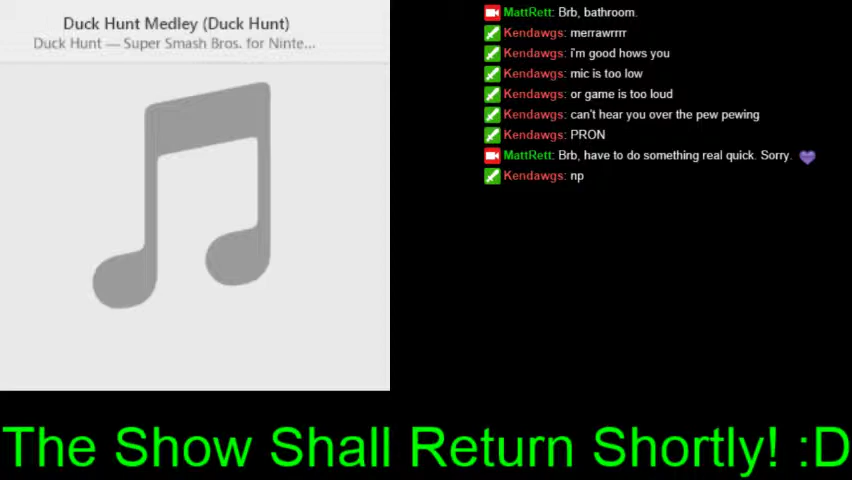 Duck Hunt Medley (Duck Hunt)
Duck Hunt — Super Smash Bros. for Ninte...
MattRett: Brb, bathroom.
Kendawgs: merrawrrrr
Kendawgs: i'm good hows you
Kendawgs: mic is too low
Kendawgs: or game is too loud
Kendawgs: can't hear you over the pew pewing
Kendawgs: PRON
MattRett: Brb, have to do something real quick. Sorry.
Kendawgs: np
The Show Shall Return Shortly! :D